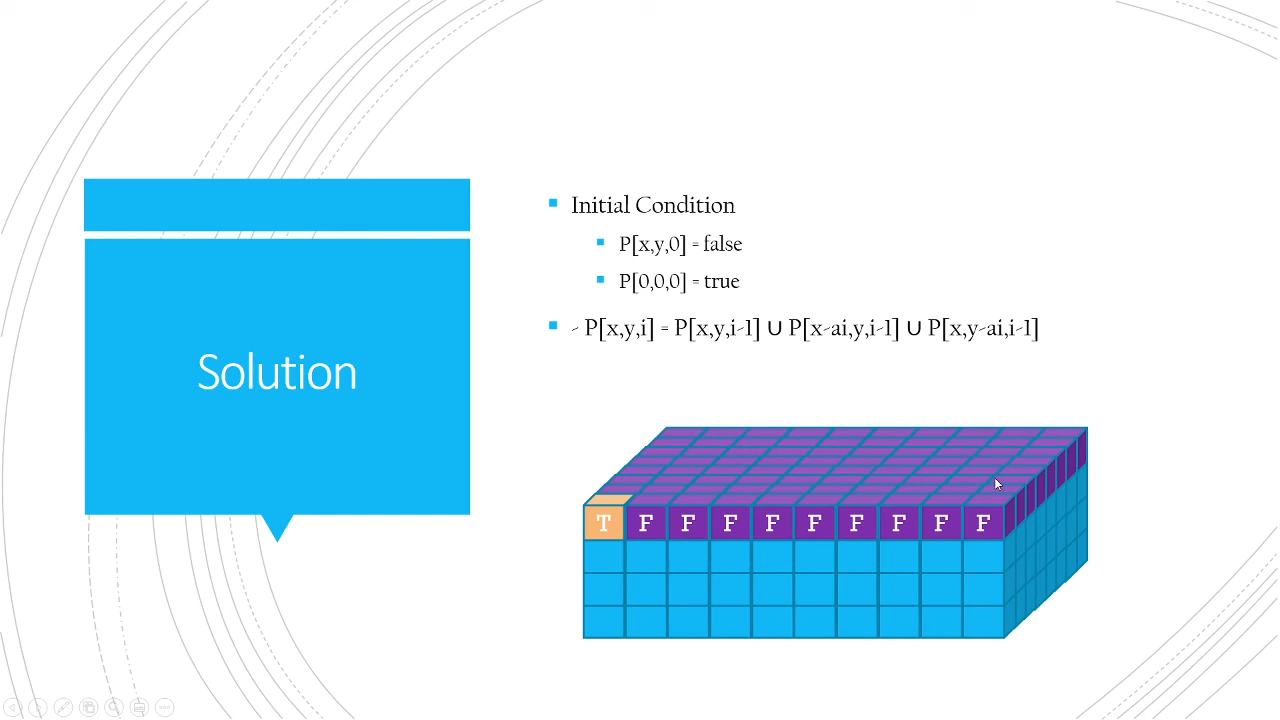 Solution
Initial Condition
P[x,y,0] = false
P[0,0,0] = true
- P[x,y,i] = P[x,y,i-1] ∪ P[x-ai,y,i-1] ∪ P[x,y-ai,i-1]
T F F F F F F F F F